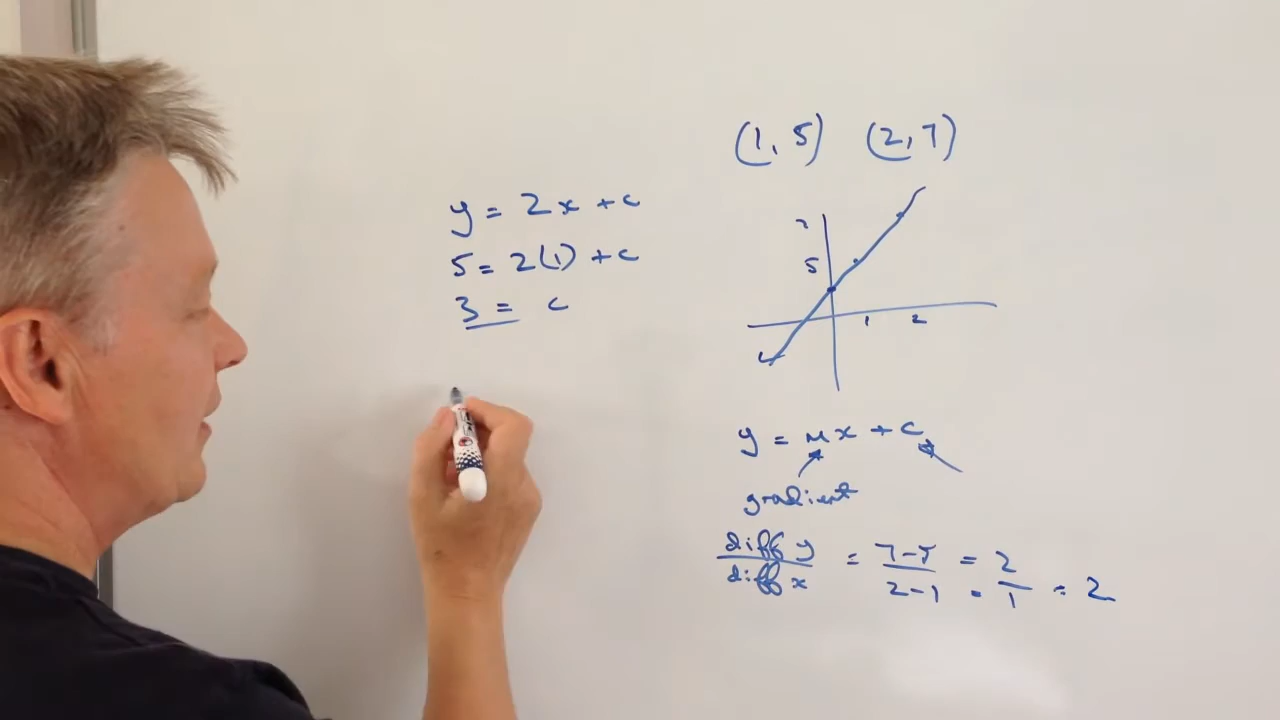 (1, 5) (2, 7)
y = 2x + c
5 = 2(1) + c
3 = c
7
5
1 2
y = mx + c
gradient
diff y / diff x = 7-5 / 2-1 = 2 / 1 = 2